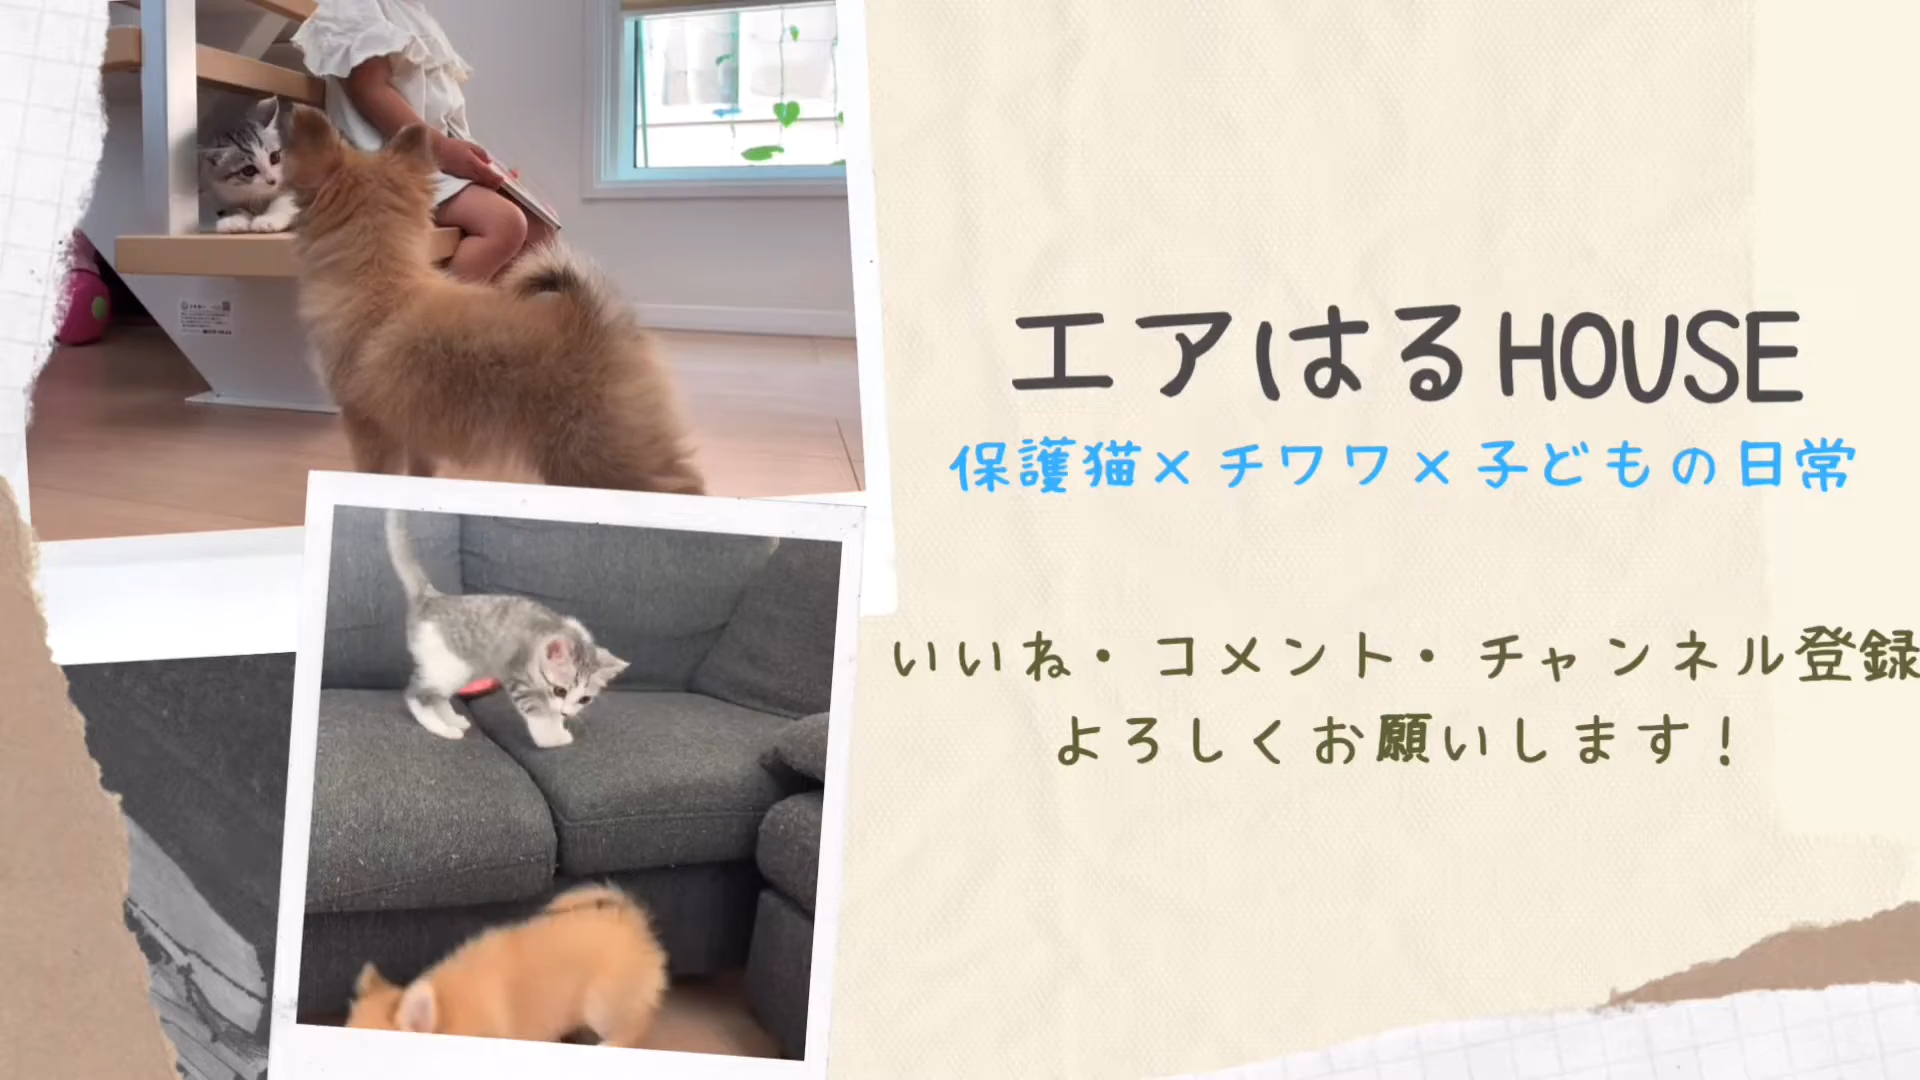 エアはるHOUSE
保護猫×チワワ×子どもの日常
いいね・コメント・チャンネル登録
よろしくお願いします！